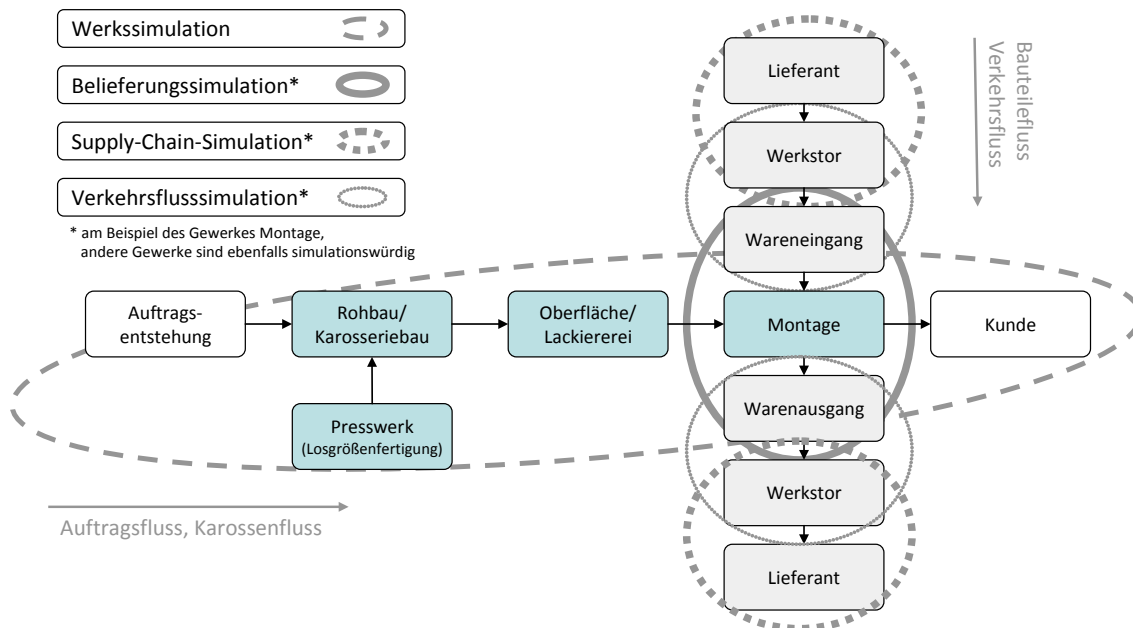 Werkssimulation
Belieferungssimulation*
Supply-Chain-Simulation*
Verkehrsflusssimulation*
* am Beispiel des Gewerkes Montage,
andere Gewerke sind ebenfalls simulationswürdig
Bauteilefluss
Verkehrsfluss
Lieferant
Werkstor
Wareneingang
Auftrags-
entstehung
Rohbau/
Karosseriebau
Oberfläche/
Lackiererei
Montage
Kunde
Presswerk
(Losgrößenfertigung)
Warenausgang
Werkstor
Lieferant
Auftragsfluss, Karossenfluss